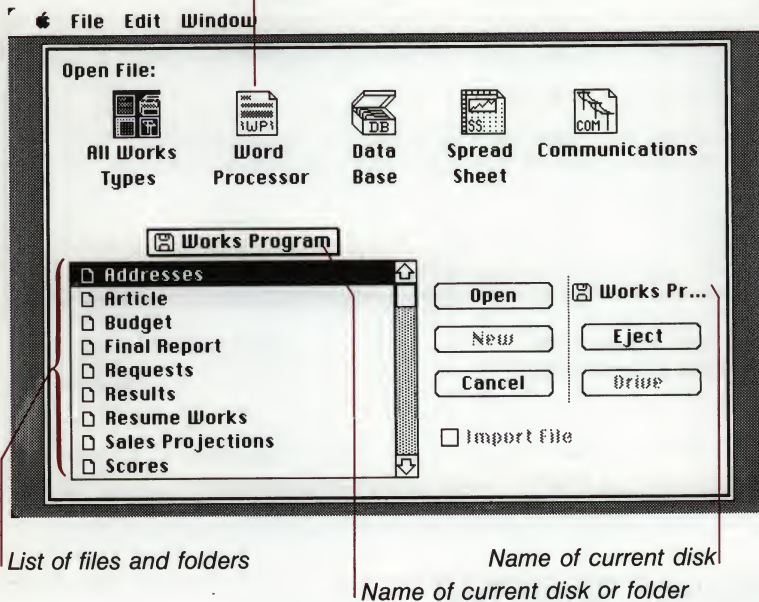 File Edit Window
Open File:
All Works Types
Word Processor
Data Base
Spread Sheet
Communications
WP
DB
SS
COM
Works Program
Addresses
Article
Budget
Final Report
Requests
Results
Resume Works
Sales Projections
Scores
Open
New
Cancel
Import File
Works Pr...
Eject
Drive
List of files and folders
Name of current disk
Name of current disk or folder